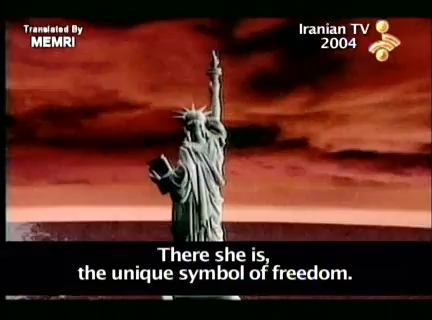 Translated By
MEMRI
Iranian TV
2004
There she is,
the unique symbol of freedom.